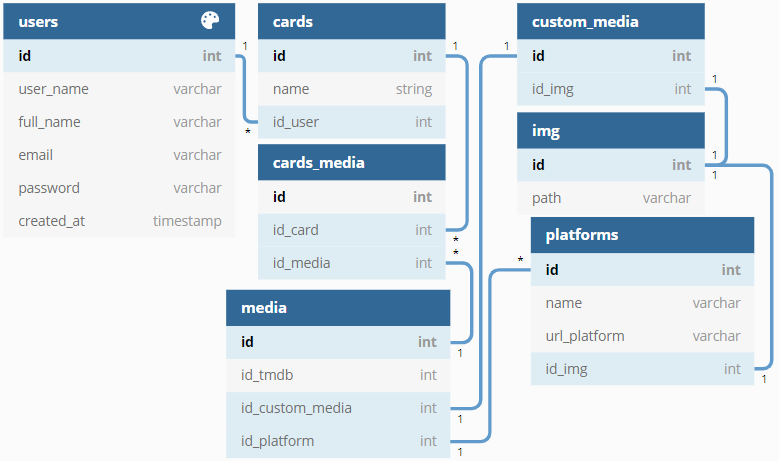 users
id int
user_name varchar
full_name varchar
email varchar
password varchar
created_at timestamp
1
*
cards
id int
name string
id_user int
1
cards_media
id int
id_card int
*
*
id_media int
media
id int
1
id_tmdb int
id_custom_media int
1
id_platform int
1
custom_media
1
id int
id_img int
1
img
id int
1
1
path varchar
platforms
*
id int
name varchar
url_platform varchar
id_img int
1